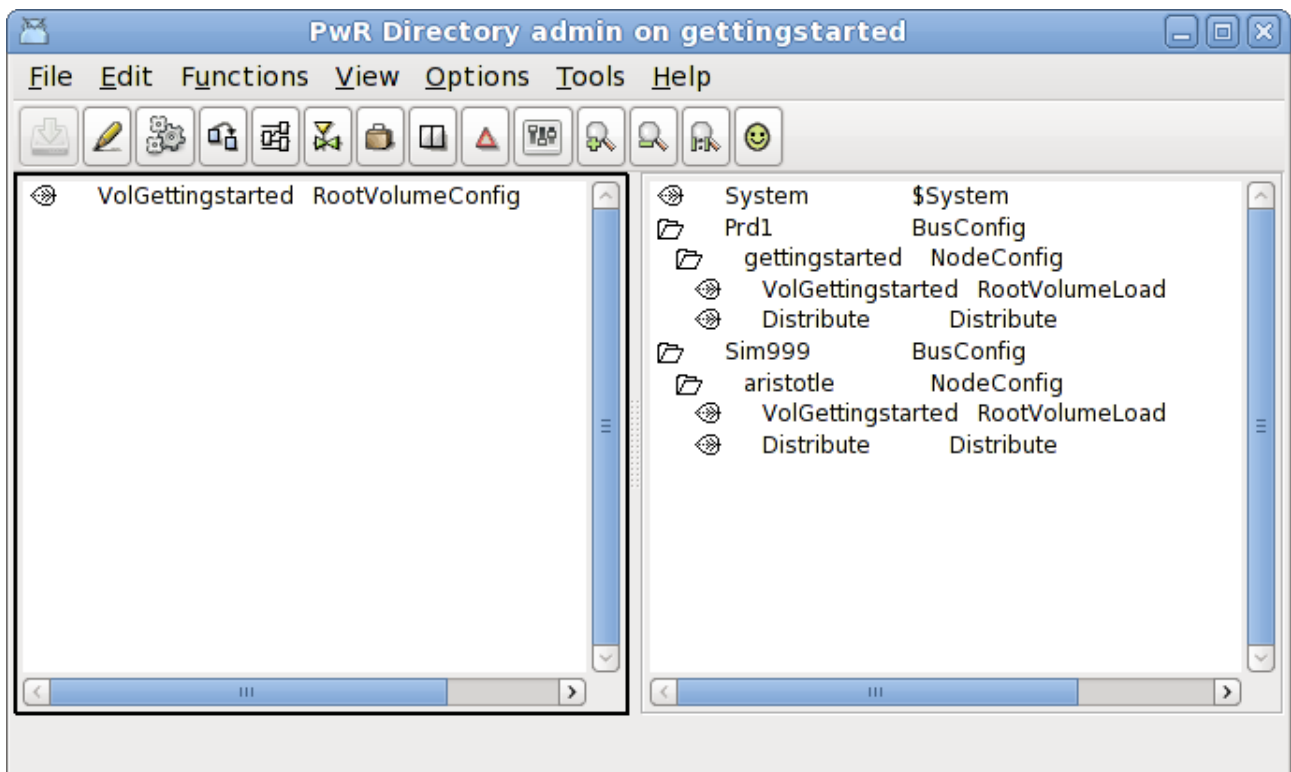 PwR Directory admin on gettingstarted
File Edit Functions View Options Tools Help
VolGettingstarted RootVolumeConfig
System $System
Prd1 BusConfig
gettingstarted NodeConfig
VolGettingstarted RootVolumeLoad
Distribute Distribute
Sim999 BusConfig
aristotle NodeConfig
VolGettingstarted RootVolumeLoad
Distribute Distribute